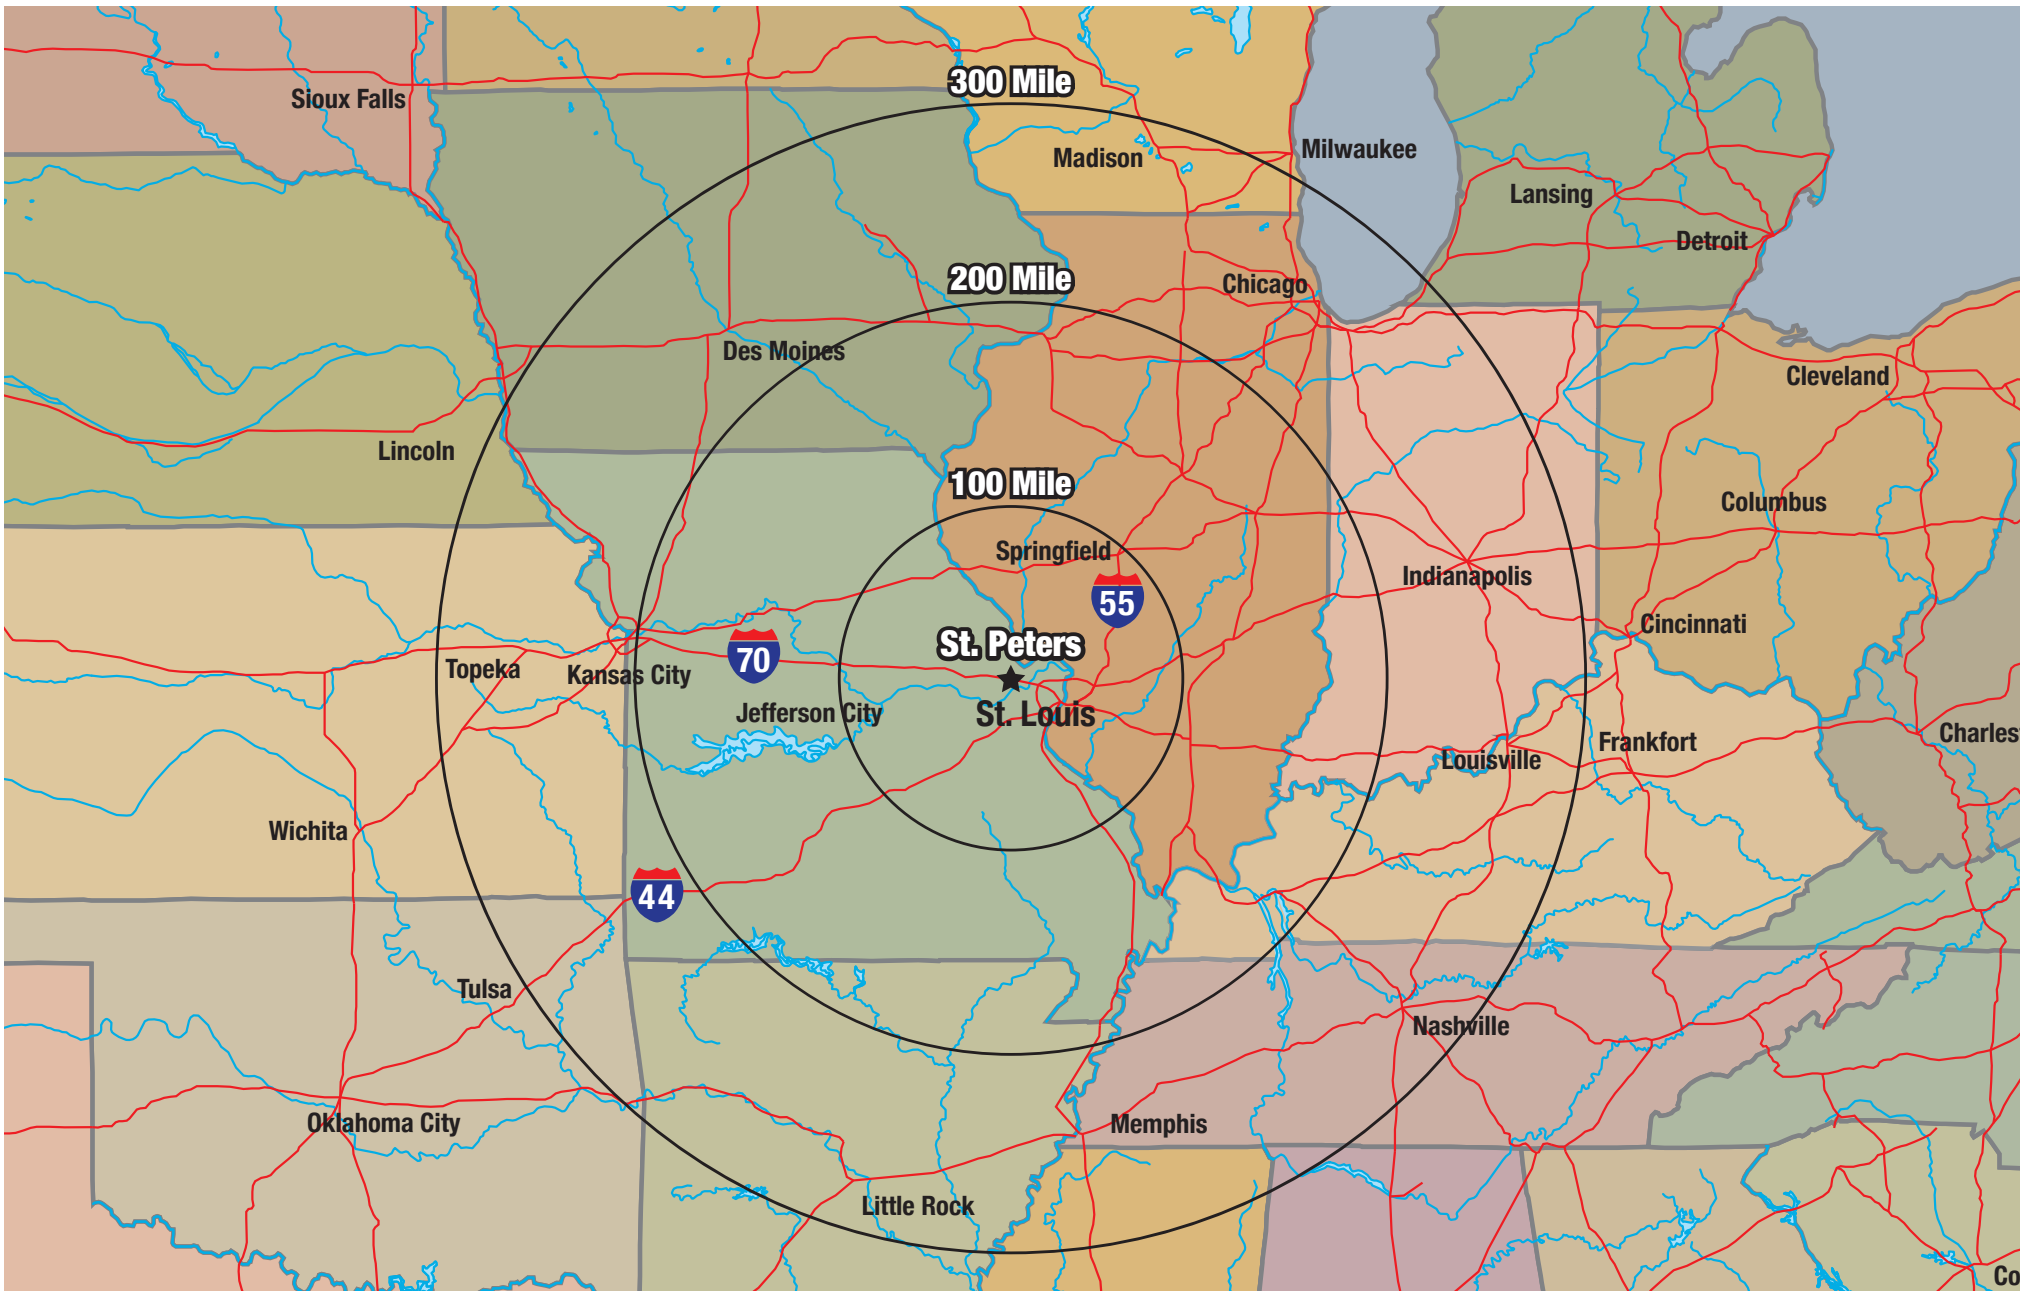 300 Mile
Sioux Falls
Madison
Milwaukee
Lansing
Detroit
200 Mile
Chicago
Des Moines
Cleveland
Lincoln
100 Mile
Columbus
Springfield
Indianapolis
55
Cincinnati
St. Peters
70
Topeka
Kansas City
Jefferson City
St. Louis
Charles
Frankfort
Louisville
Wichita
44
Tulsa
Nashville
Oklahoma City
Memphis
Little Rock
Co